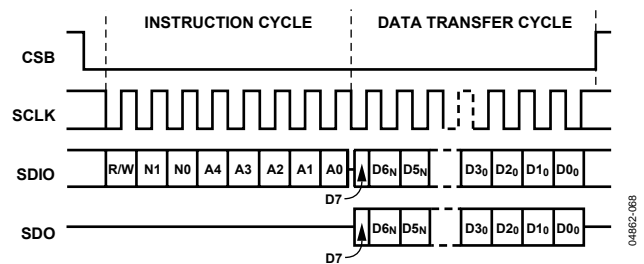 INSTRUCTION CYCLE DATA TRANSFER CYCLE
CSB
SCLK
SDIO R/W N1 N0 A4 A3 A2 A1 A0 D6N D5N D30 D20 D10 D00
D7
SDO D6N D5N D30 D20 D10 D00
D7
04862-068